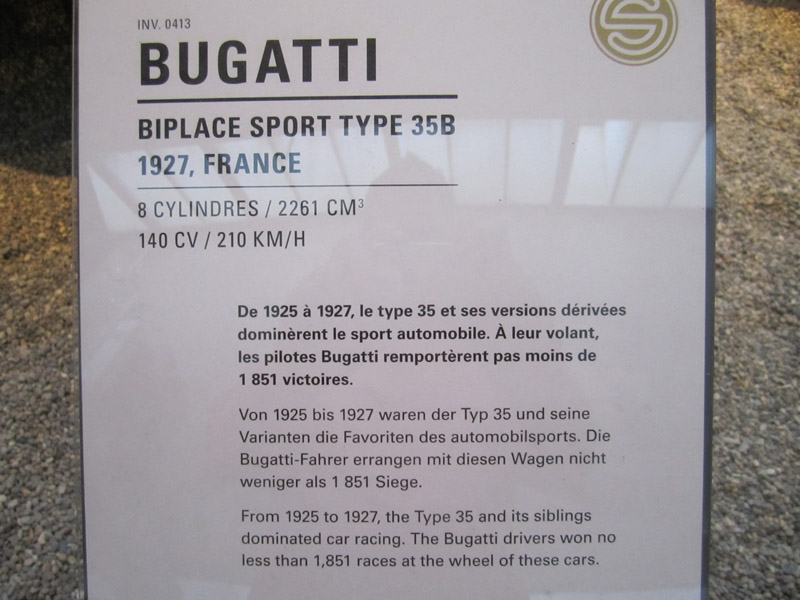 INV. 0413
BUGATTI
BIPLACE SPORT TYPE 35B
1927, FRANCE
8 CYLINDRES / 2261 CM³
140 CV / 210 KM/H
De 1925 à 1927, le type 35 et ses versions dérivées
dominèrent le sport automobile. À leur volant,
les pilotes Bugatti remportèrent pas moins de
1 851 victoires.
Von 1925 bis 1927 waren der Typ 35 und seine
Varianten die Favoriten des automobilsports. Die
Bugatti-Fahrer errangen mit diesen Wagen nicht
weniger als 1 851 Siege.
From 1925 to 1927, the Type 35 and its siblings
dominated car racing. The Bugatti drivers won no
less than 1,851 races at the wheel of these cars.